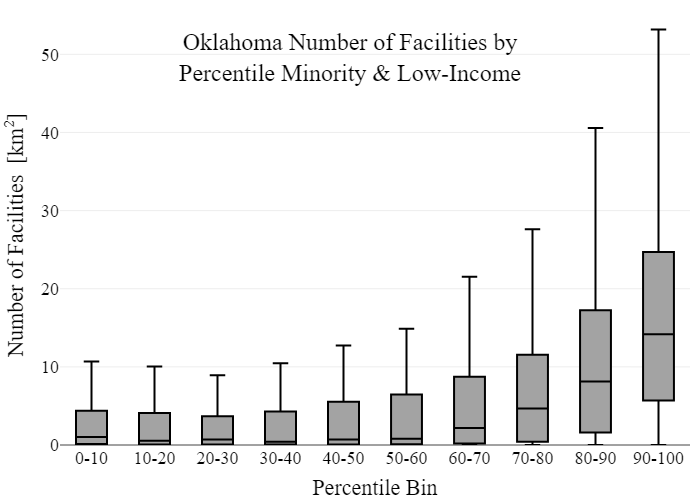 Oklahoma Number of Facilities by
Percentile Minority & Low-Income
Number of Facilities [km²]
50
40
30
20
10
0
0-10 10-20 20-30 30-40 40-50 50-60 60-70 70-80 80-90 90-100
Percentile Bin